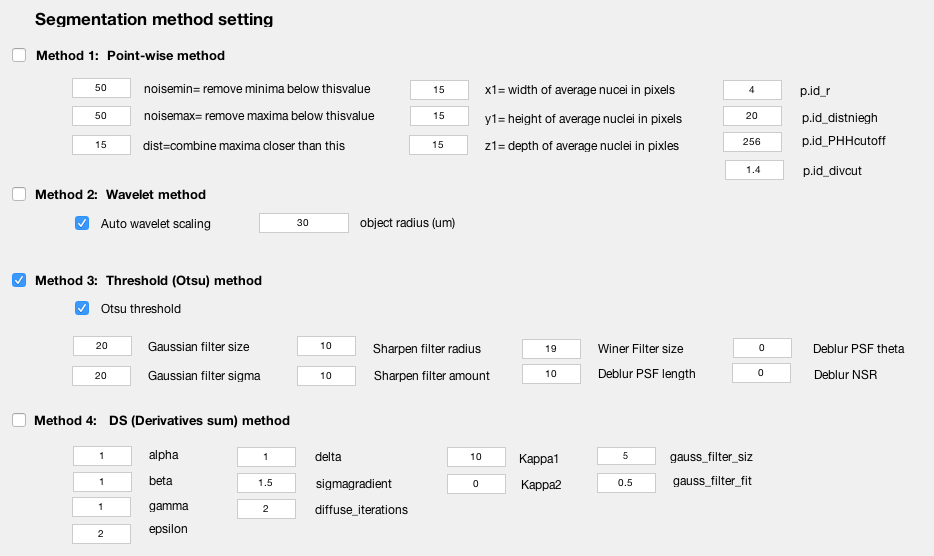 Segmentation method setting
Method 1: Point-wise method
50 noisemin= remove minima below thisvalue 15 x1= width of average nucei in pixels 4 p.id_r
50 noisemax= remove maxima below thisvalue 15 y1= height of average nuclei in pixels 20 p.id_distniegh
15 dist=combine maxima closer than this 15 z1= depth of average nuclei in pixles 256 p.id_PHHcutoff
1.4 p.id_divcut
Method 2: Wavelet method
Auto wavelet scaling 30 object radius (um)
Method 3: Threshold (Otsu) method
Otsu threshold
20 Gaussian filter size 10 Sharpen filter radius 19 Winer Filter size 0 Deblur PSF theta
20 Gaussian filter sigma 10 Sharpen filter amount 10 Deblur PSF length 0 Deblur NSR
Method 4: DS (Derivatives sum) method
1 alpha 1 delta 10 Kappa1 5 gauss_filter_siz
1 beta 1.5 sigmagradient 0 Kappa2 0.5 gauss_filter_fit
1 gamma 2 diffuse_iterations
2 epsilon